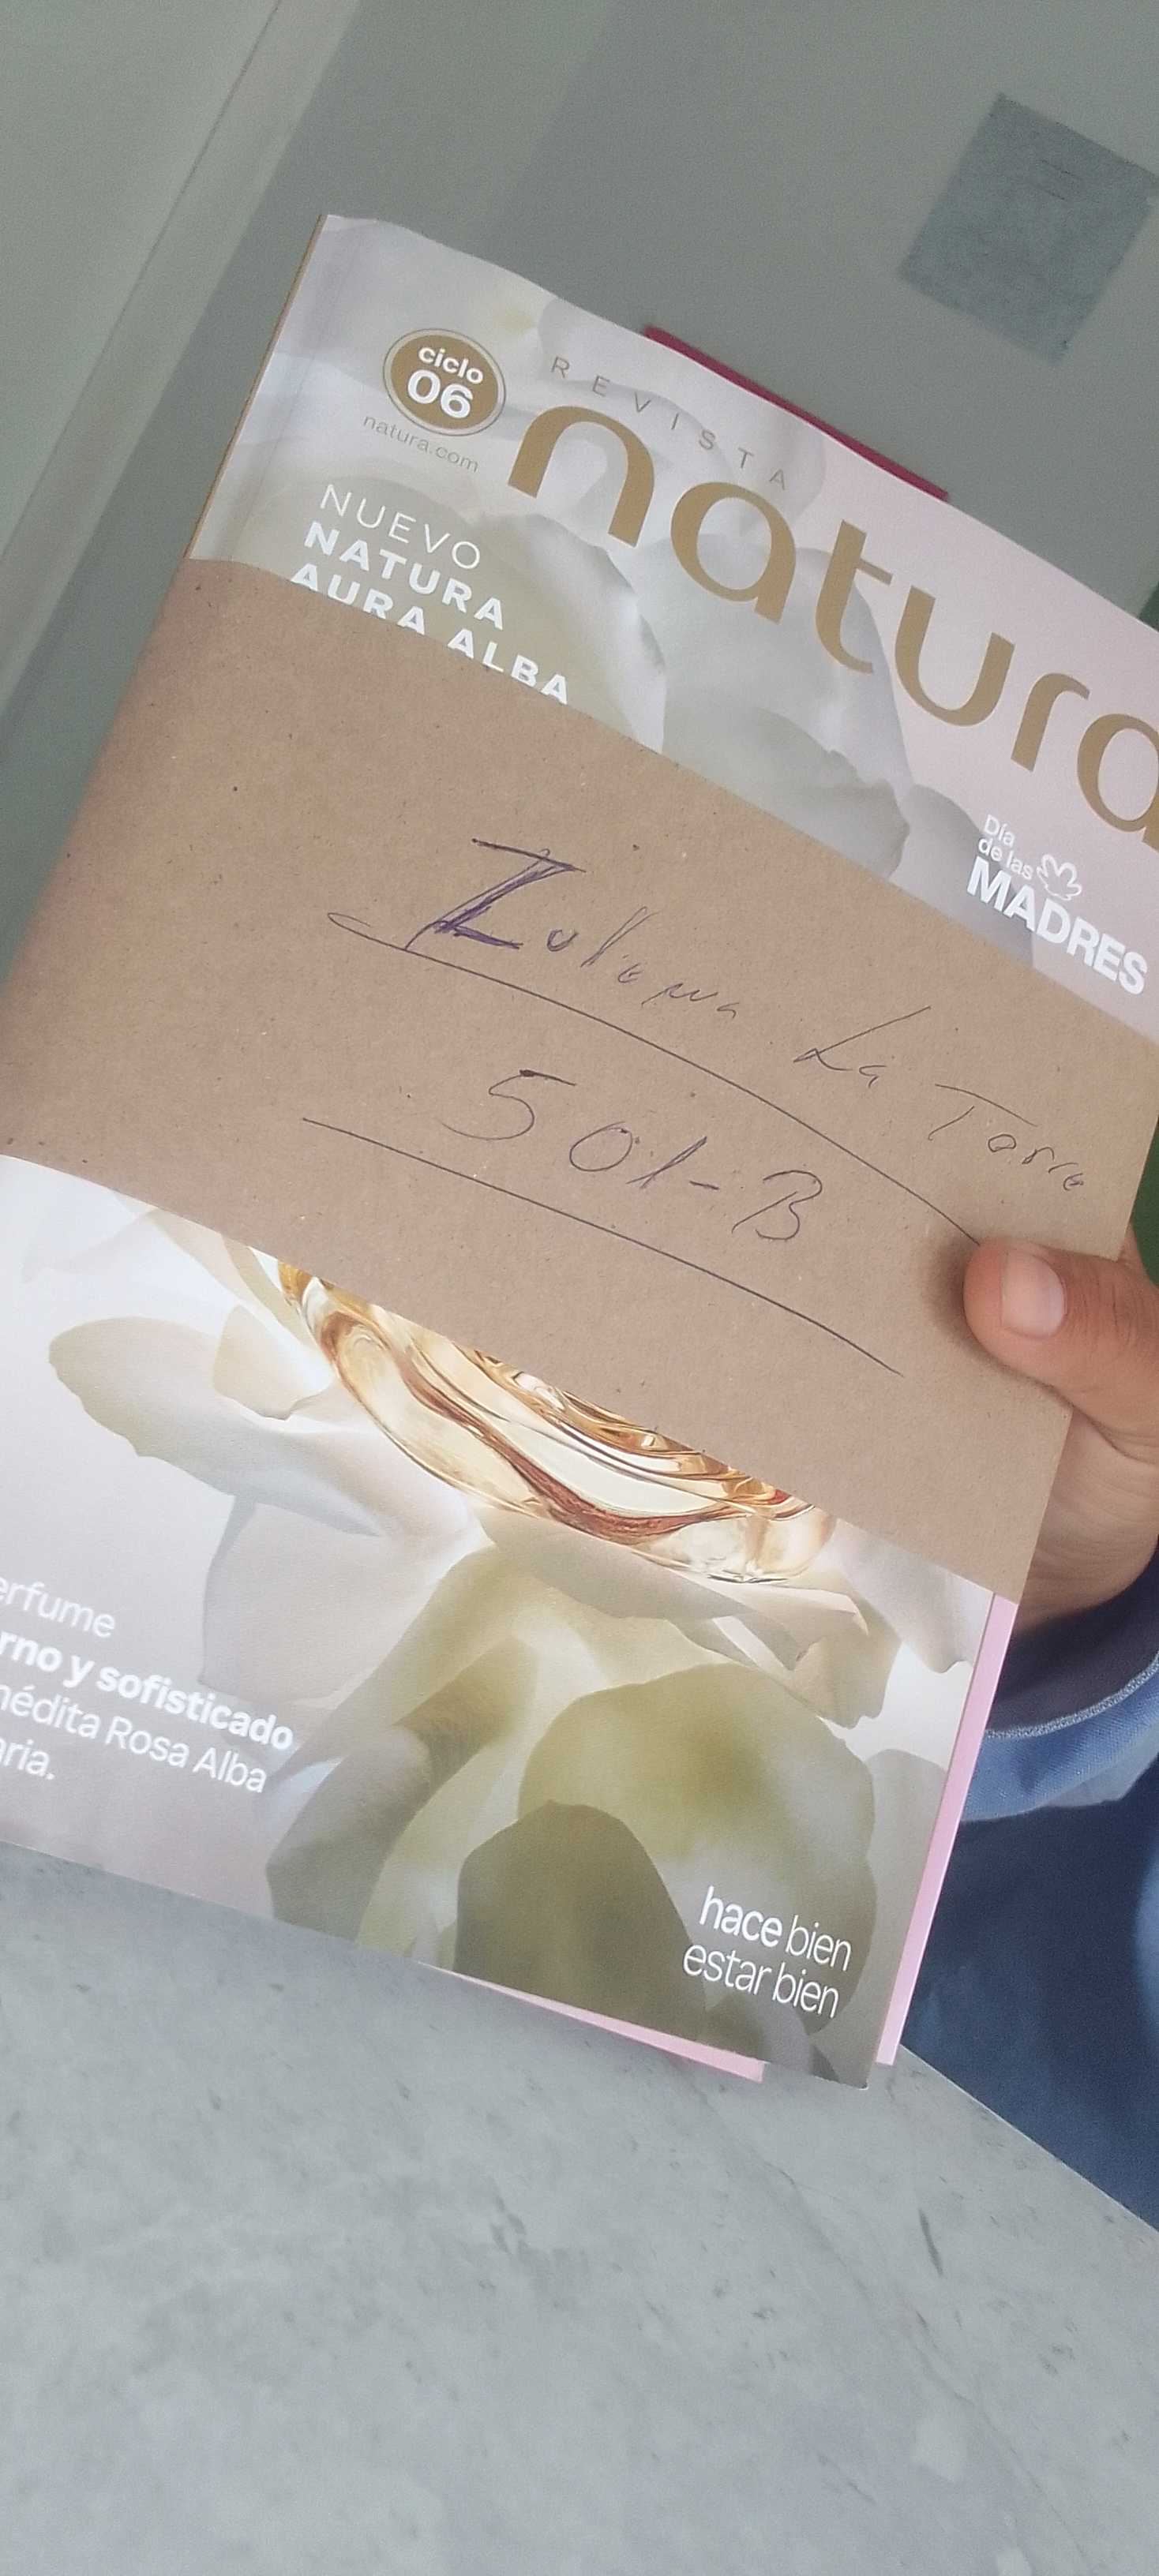 ciclo
06
natura.com
REVISTA
natura
NUEVO
NATURA
AURA ALBA
Día
de las
MADRES
Zulema La Torre
501-B
erfume
rno y sofisticado
nédita Rosa Alba
aria.
hace bien
estar bien